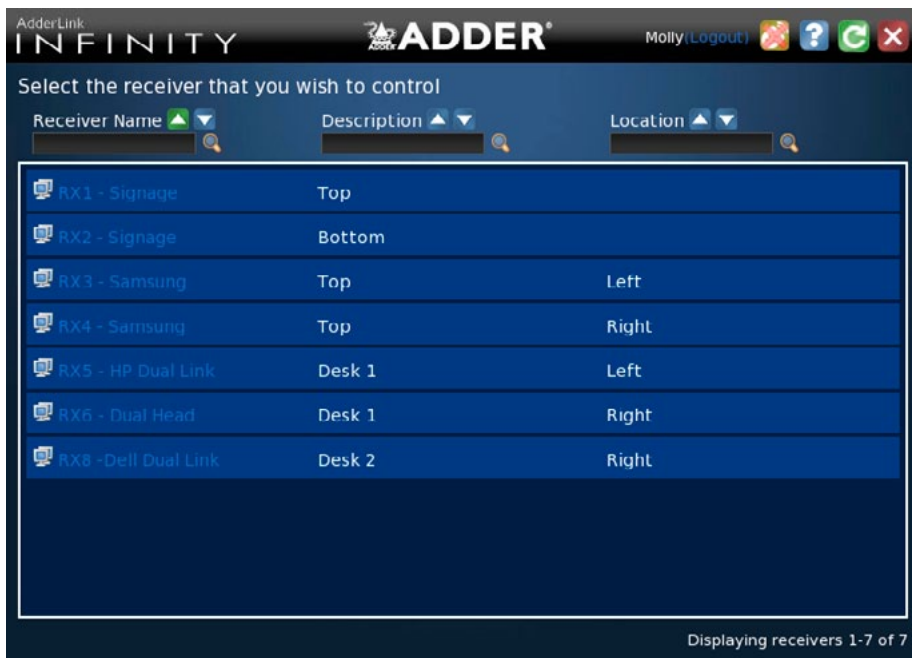 AdderLink
INFINITY
ADDER®
Molly(Logout)
Select the receiver that you wish to control
Receiver Name Description Location
RX1 - Signage Top
RX2 - Signage Bottom
RX3 - Samsung Top Left
RX4 - Samsung Top Right
RX5 - HP Dual Link Desk 1 Left
RX6 - Dual Head Desk 1 Right
RX8 -Dell Dual Link Desk 2 Right
Displaying receivers 1-7 of 7